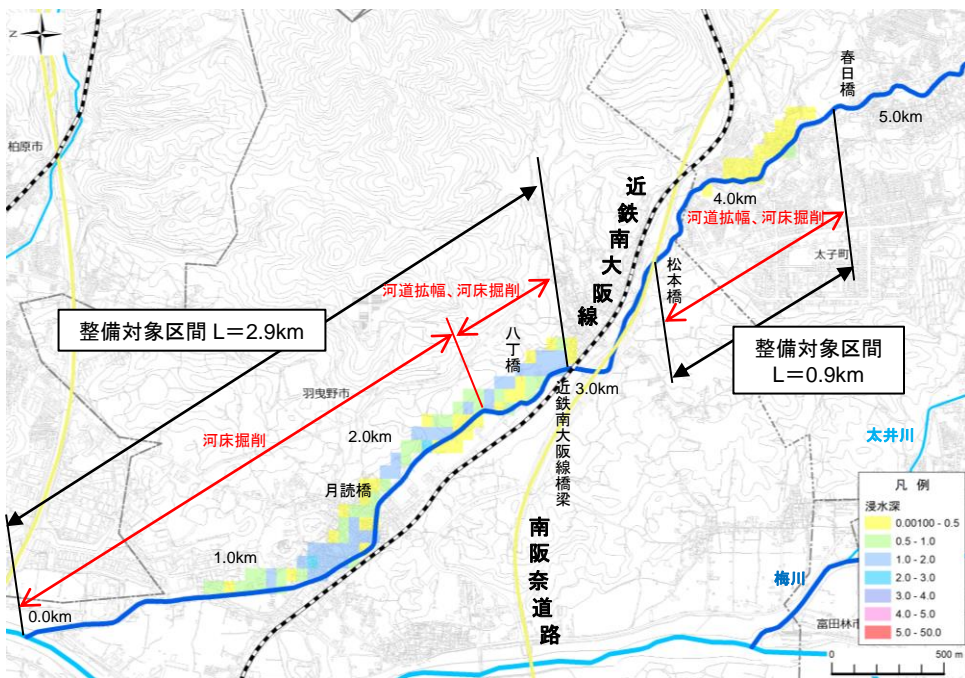 Z
柏原市
春日橋
5.0km
近鉄南大阪線
4.0km
河道拡幅、河床掘削
太子町
松本橋
河道拡幅、河床掘削
整備対象区間 L＝2.9km
八丁橋
整備対象区間
L＝0.9km
3.0km
羽曳野市
近鉄南大阪線橋梁
河床掘削
2.0km
太井川
月読橋
凡 例
浸水深
0.00100 - 0.5
0.5 - 1.0
1.0 - 2.0
2.0 - 3.0
3.0 - 4.0
4.0 - 5.0
5.0 - 50.0
南阪奈道路
1.0km
梅川
0.0km
富田林市
0
500 m